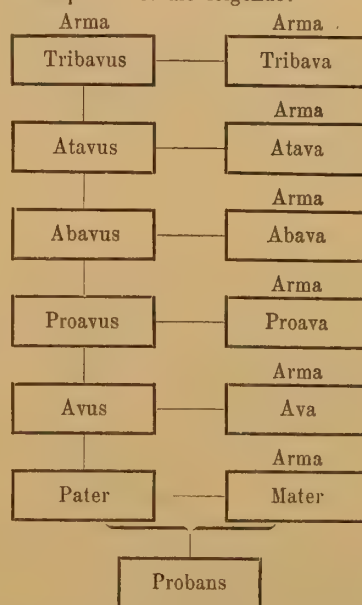 Arma Arma
Tribavus Tribava
Arma
Atavus Atava
Arma
Abavus Abava
Arma
Proavus Proava
Arma
Avus Ava
Arma
Pater Mater
Probans